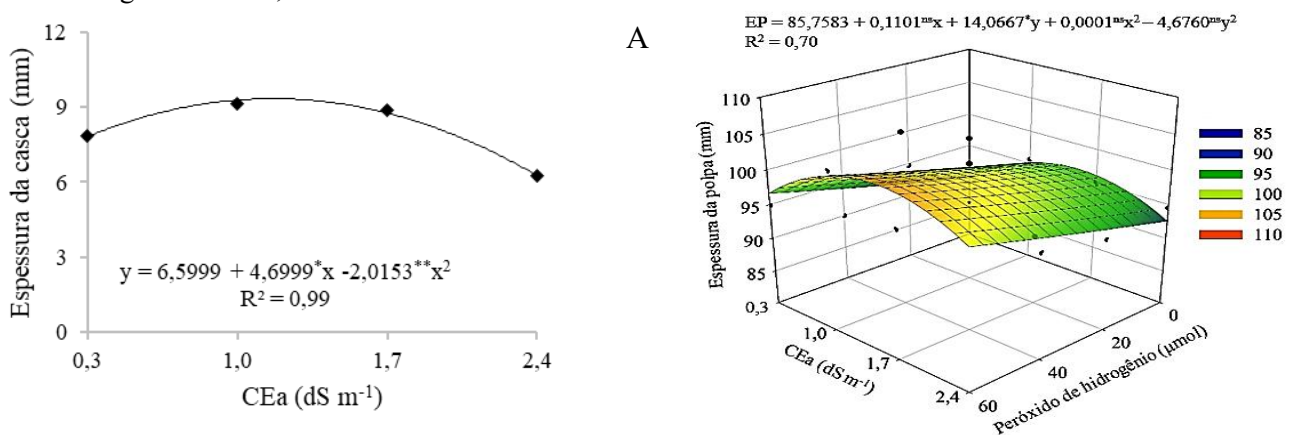 12
9
6
3
0
Espessura da casca (mm)
y = 6,5999 + 4,6999*x -2,0153**x²
R² = 0,99
0,3 1,0 1,7 2,4
CEa (dS m⁻¹)
A
EP = 85,7583 + 0,1101ⁿˢx + 14,0667*y + 0,0001ⁿˢx² – 4,6760ⁿˢy²
R² = 0,70
110
105
100
95
90
85
Espessura da polpa (mm)
0,3
1,0
1,7
2,4
CEa (dS m⁻¹)
0
20
40
60
Peróxido de hidrogênio (µmol)
85
90
95
100
105
110